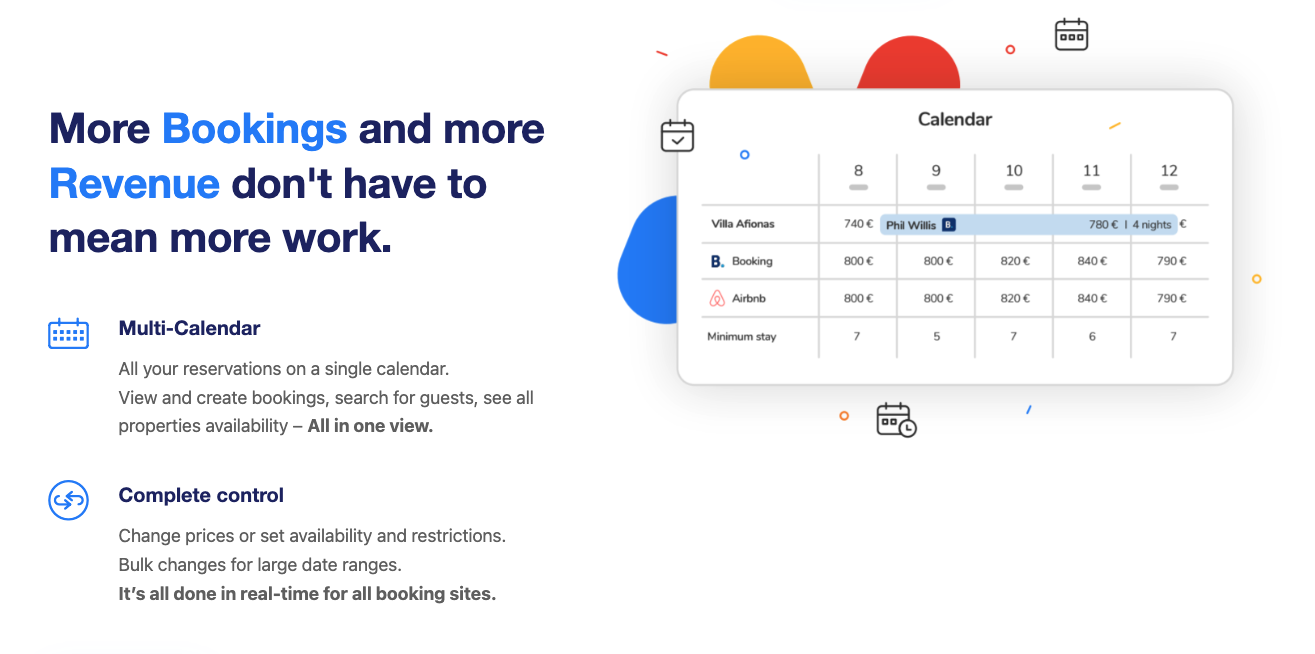 More Bookings and more
Revenue don't have to
mean more work.
Multi-Calendar
All your reservations on a single calendar.
View and create bookings, search for guests, see all
properties availability – All in one view.
Complete control
Change prices or set availability and restrictions.
Bulk changes for large date ranges.
It’s all done in real-time for all booking sites.
Calendar
8 9 10 11 12
Villa Afionas 740 € Phil Willis B. 780 € | 4 nights €
B. Booking 800 € 800 € 820 € 840 € 790 €
Airbnb 800 € 800 € 820 € 840 € 790 €
Minimum stay 7 5 7 6 7